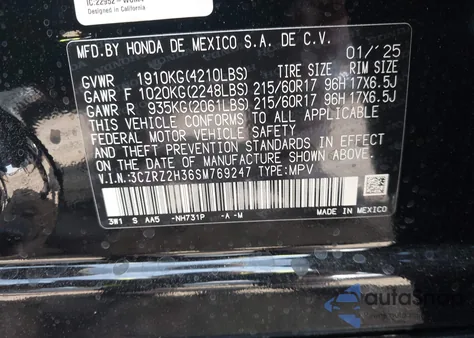 Designed in California
MFD.BY HONDA DE MEXICO S.A. DE C.V. 01/'25
GVWR 1910KG(4210LBS) TIRE SIZE RIM SIZE
GAWR F 1020KG(2248LBS) 215/60R17 96H 17X6.5J
GAWR R 935KG(2061LBS) 215/60R17 96H 17X6.5J
THIS VEHICLE CONFORMS TO ALL APPLICABLE
FEDERAL MOTOR VEHICLE SAFETY
AND THEFT PREVENTION STANDARDS IN EFFECT
ON THE DATE OF MANUFACTURE SHOWN ABOVE.
V.I.N:3CZRZ2H36SM769247 TYPE:MPV
3W1 S AA5 -NH731P -A-M MADE IN MEXICO